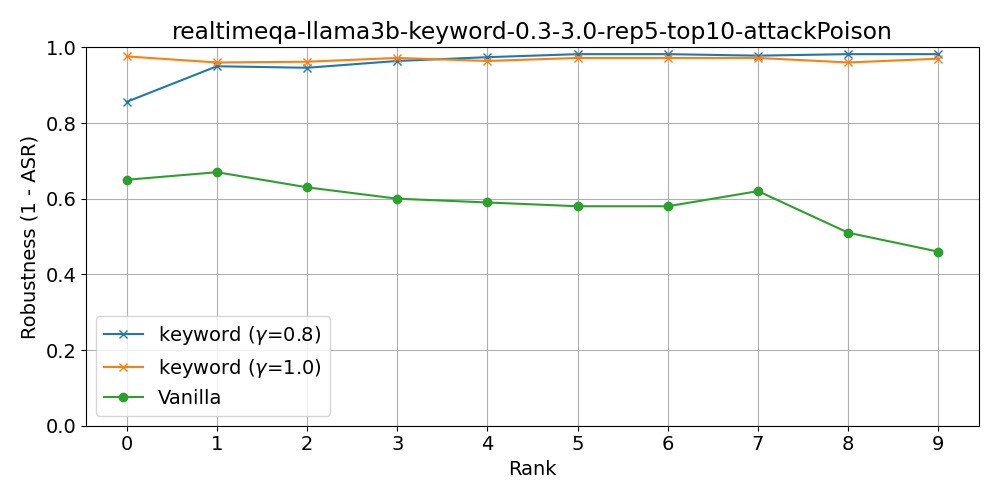 realtimeqa-llama3b-keyword-0.3-3.0-rep5-top10-attackPoison
1.0
0.8
0.6
0.4
0.2
0.0
Robustness (1 - ASR)
keyword (γ=0.8)
keyword (γ=1.0)
Vanilla
0 1 2 3 4 5 6 7 8 9
Rank